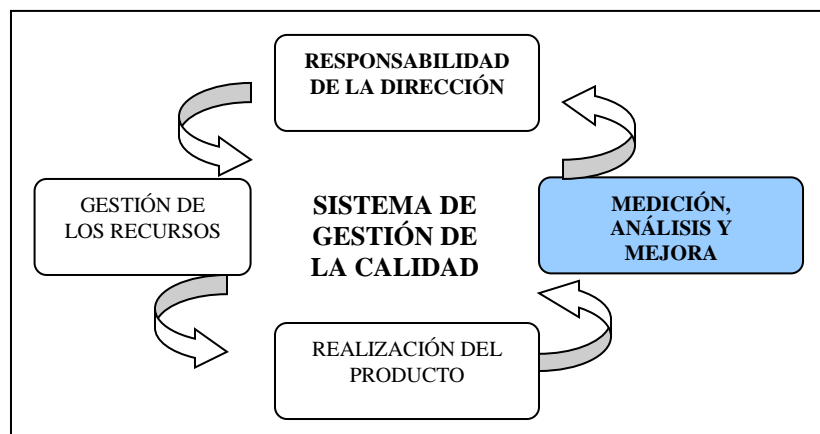 RESPONSABILIDAD
DE LA DIRECCIÓN
GESTIÓN DE
LOS RECURSOS
SISTEMA DE
GESTIÓN DE
LA CALIDAD
MEDICIÓN,
ANÁLISIS Y
MEJORA
REALIZACIÓN DEL
PRODUCTO